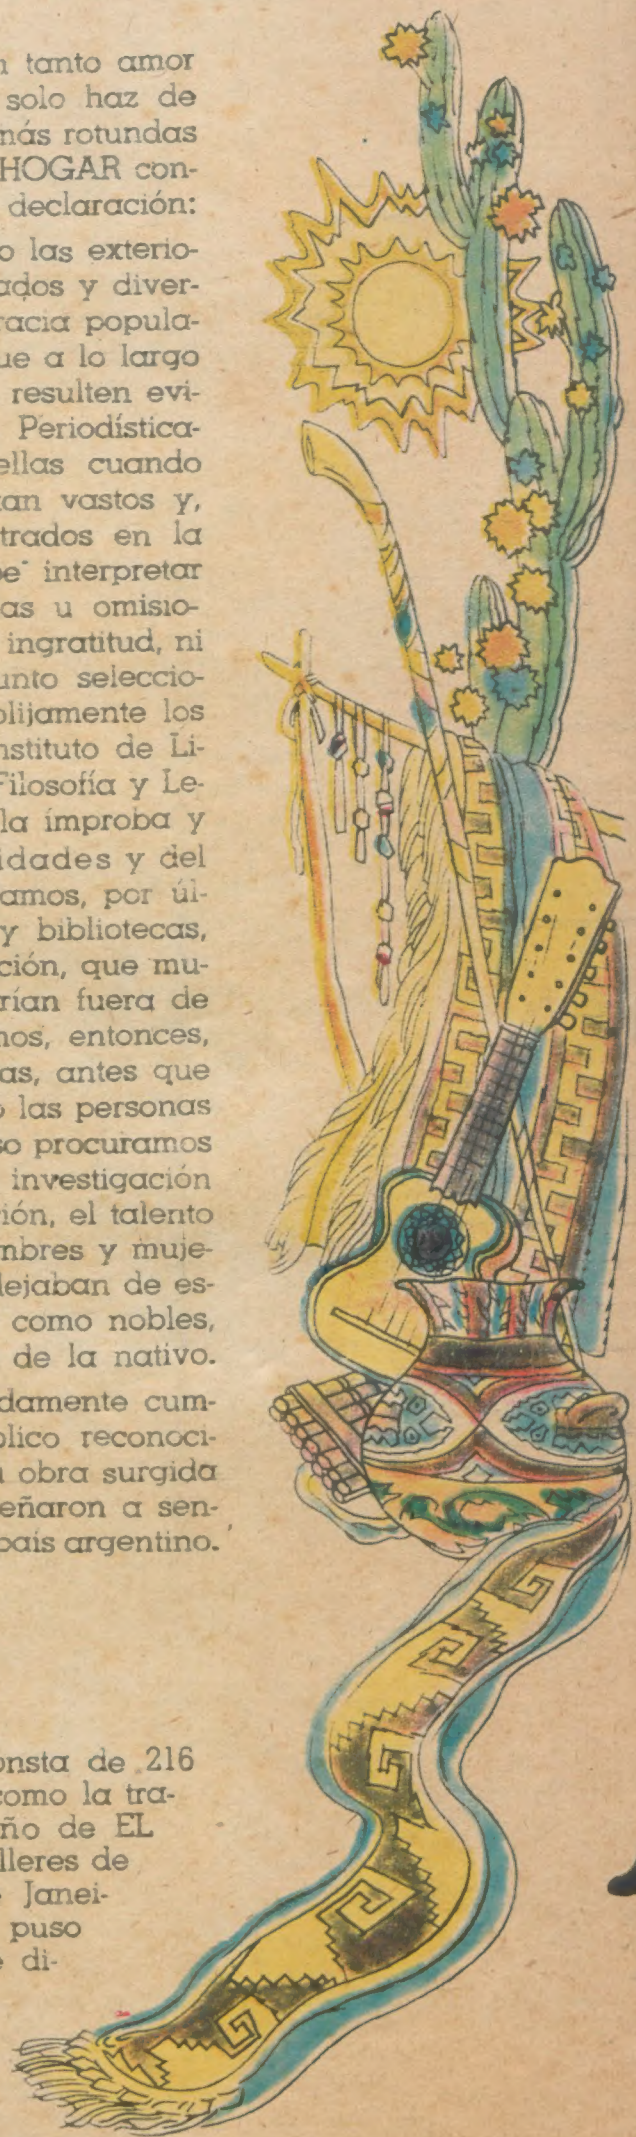 n tanto amor
solo haz de
más rotundas
HOGAR con-
declaración:
o las exterio-
ados y diver-
racia popula-
ue a lo largo
resulten evi-
Periodística-
ellas cuando
tan vastos y,
trados en la
be interpretar
as u omisio-
ingratitud, ni
unto seleccio-
olijamente los
nstituto de Li-
Filosofía y Le-
la ímproba y
idades y del
amos, por úl-
y bibliotecas,
ción, que mu-
rían fuera de
nos, entonces,
as, antes que
o las personas
so procuramos
investigación
ión, el talento
mbres y muje-
dejaban de es-
como nobles,
de la nativo.
damente cum-
blico reconoci-
a obra surgida
eñaron a sen-
pais argentino.
onsta de 216
como la tra-
ño de EL
lleres de
Janei-
puso
e di-